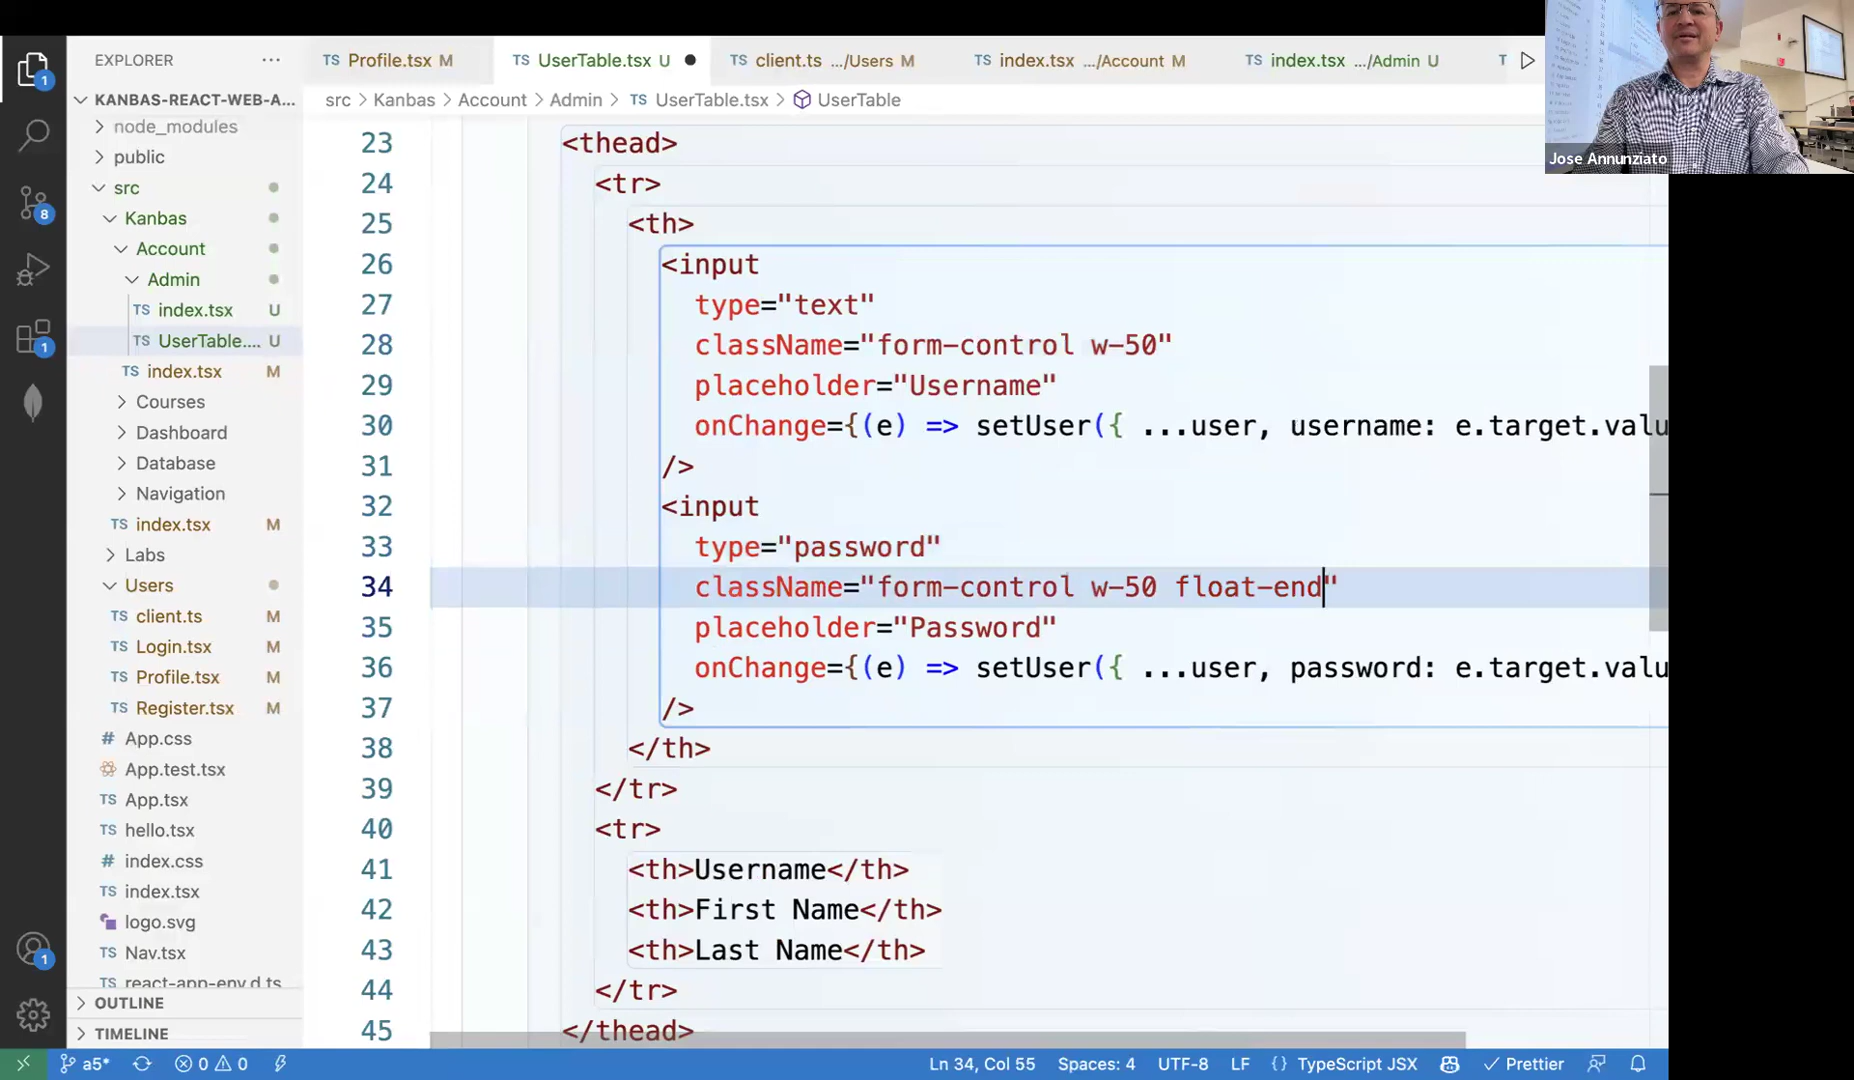 EXPLORER
KANBAS-REACT-WEB-A...
node_modules
public
src
Kanbas
Account
Admin
TS index.tsx U
TS UserTable.... U
TS index.tsx M
Courses
Dashboard
Database
Navigation
TS index.tsx M
Labs
Users
TS client.ts M
TS Login.tsx M
TS Profile.tsx M
TS Register.tsx M
# App.css
App.test.tsx
TS App.tsx
TS hello.tsx
# index.css
TS index.tsx
logo.svg
TS Nav.tsx
TS react-app-env.d.ts
OUTLINE
TIMELINE
1
8
1
1
TS Profile.tsx M
TS UserTable.tsx U
TS client.ts .../Users M
TS index.tsx .../Account M
TS index.tsx .../Admin U
src > Kanbas > Account > Admin > TS UserTable.tsx > UserTable
23 <thead>
24 <tr>
25 <th>
26 <input
27 type="text"
28 className="form-control w-50"
29 placeholder="Username"
30 onChange={(e) => setUser({ ...user, username: e.target.valu
31 />
32 <input
33 type="password"
34 className="form-control w-50 float-end"
35 placeholder="Password"
36 onChange={(e) => setUser({ ...user, password: e.target.valu
37 />
38 </th>
39 </tr>
40 <tr>
41 <th>Username</th>
42 <th>First Name</th>
43 <th>Last Name</th>
44 </tr>
45 </thead>
Jose Annunziato
a5* 0 0 Ln 34, Col 55 Spaces: 4 UTF-8 LF {} TypeScript JSX Prettier